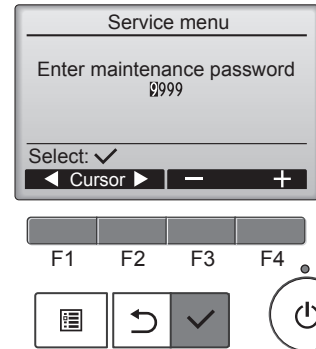 Service menu
Enter maintenance password
9999
Select: ✓
◀ Cursor ▶ − +
F1 F2 F3 F4